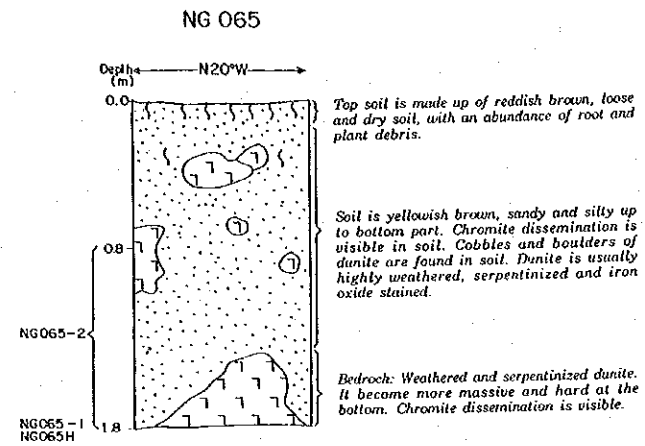 NG 065
Depth
(m)
N20°W
0.0
Top soil is made up of reddish brown, loose
and dry soil, with an abundance of root and
plant debris.
Soil is yellowish brown, sandy and silty up
to bottom part. Chromite dissemination is
visible in soil. Cobbles and boulders of
dunite are found in soil. Dunite is usually
highly weathered, serpentinized and iron
oxide stained.
0.8
NG065-2
Bedroch: Weathered and serpentinized dunite.
It become more massive and hard at the
bottom. Chromite dissemination is visible.
NG065-1
NG065H
1.8